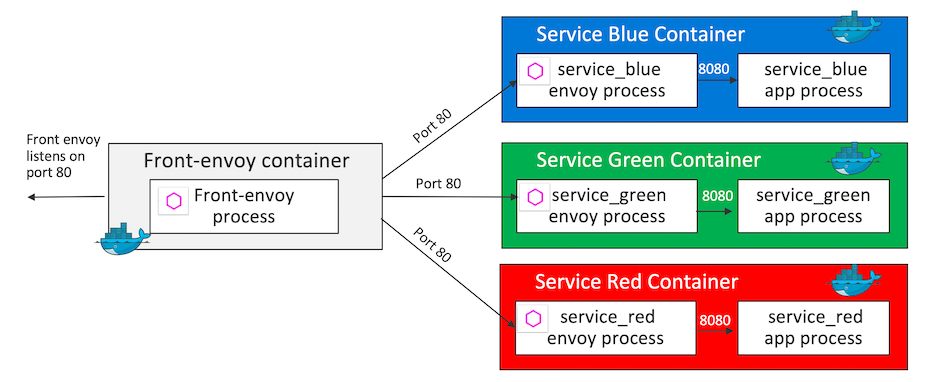 Front envoy
listens on
port 80
Front-envoy container
Front-envoy
process
Port 80
Port 80
Port 80
Service Blue Container
service_blue
envoy process
8080
service_blue
app process
Service Green Container
service_green
envoy process
8080
service_green
app process
Service Red Container
service_red
envoy process
8080
service_red
app process